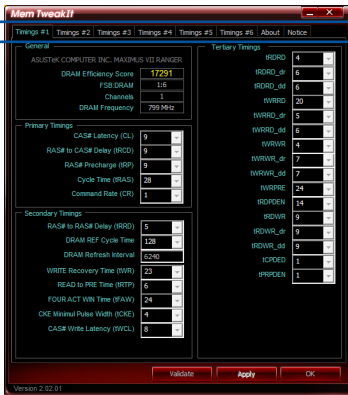 Mem TweakIt
Timings #1 Timings #2 Timings #3 Timings #4 Timings #5 Timings #6 About Notice
General
ASUSTeK COMPUTER INC. MAXIMUS VII RANGER
DRAM Efficiency Score 17291
FSB:DRAM 1:6
Channels 1
DRAM Frequency 799 MHz
Primary Timings
CAS# Latency (CL) 9
RAS# to CAS# Delay (tRCD) 9
RAS# Precharge (tRP) 9
Cycle Time (tRAS) 28
Command Rate (CR) 1
Secondary Timings
RAS# to RAS# Delay (tRRD) 5
DRAM REF Cycle Time 128
DRAM Refresh Interval 6240
WRITE Recovery Time (tWR) 23
READ to PRE Time (tRTP) 6
FOUR ACT WIN Time (tFAW) 24
CKE Minimul Pulse Width (tCKE) 4
CAS# Write Latency (tWCL) 8
Tertiary Timings
tRDRD 4
tRDRD_dr 6
tRDRD_dd 6
tWRRD 20
tWRRD_dr 5
tWRRD_dd 6
tWRWR 4
tWRWR_dr 7
tWRWR_dd 7
tWRPRE 24
tRDPDEN 14
tRDWR 9
tRDWR_dr 9
tRDWR_dd 9
tCPDED 1
tPRPDEN 1
Validate Apply OK
Version 2.02.01